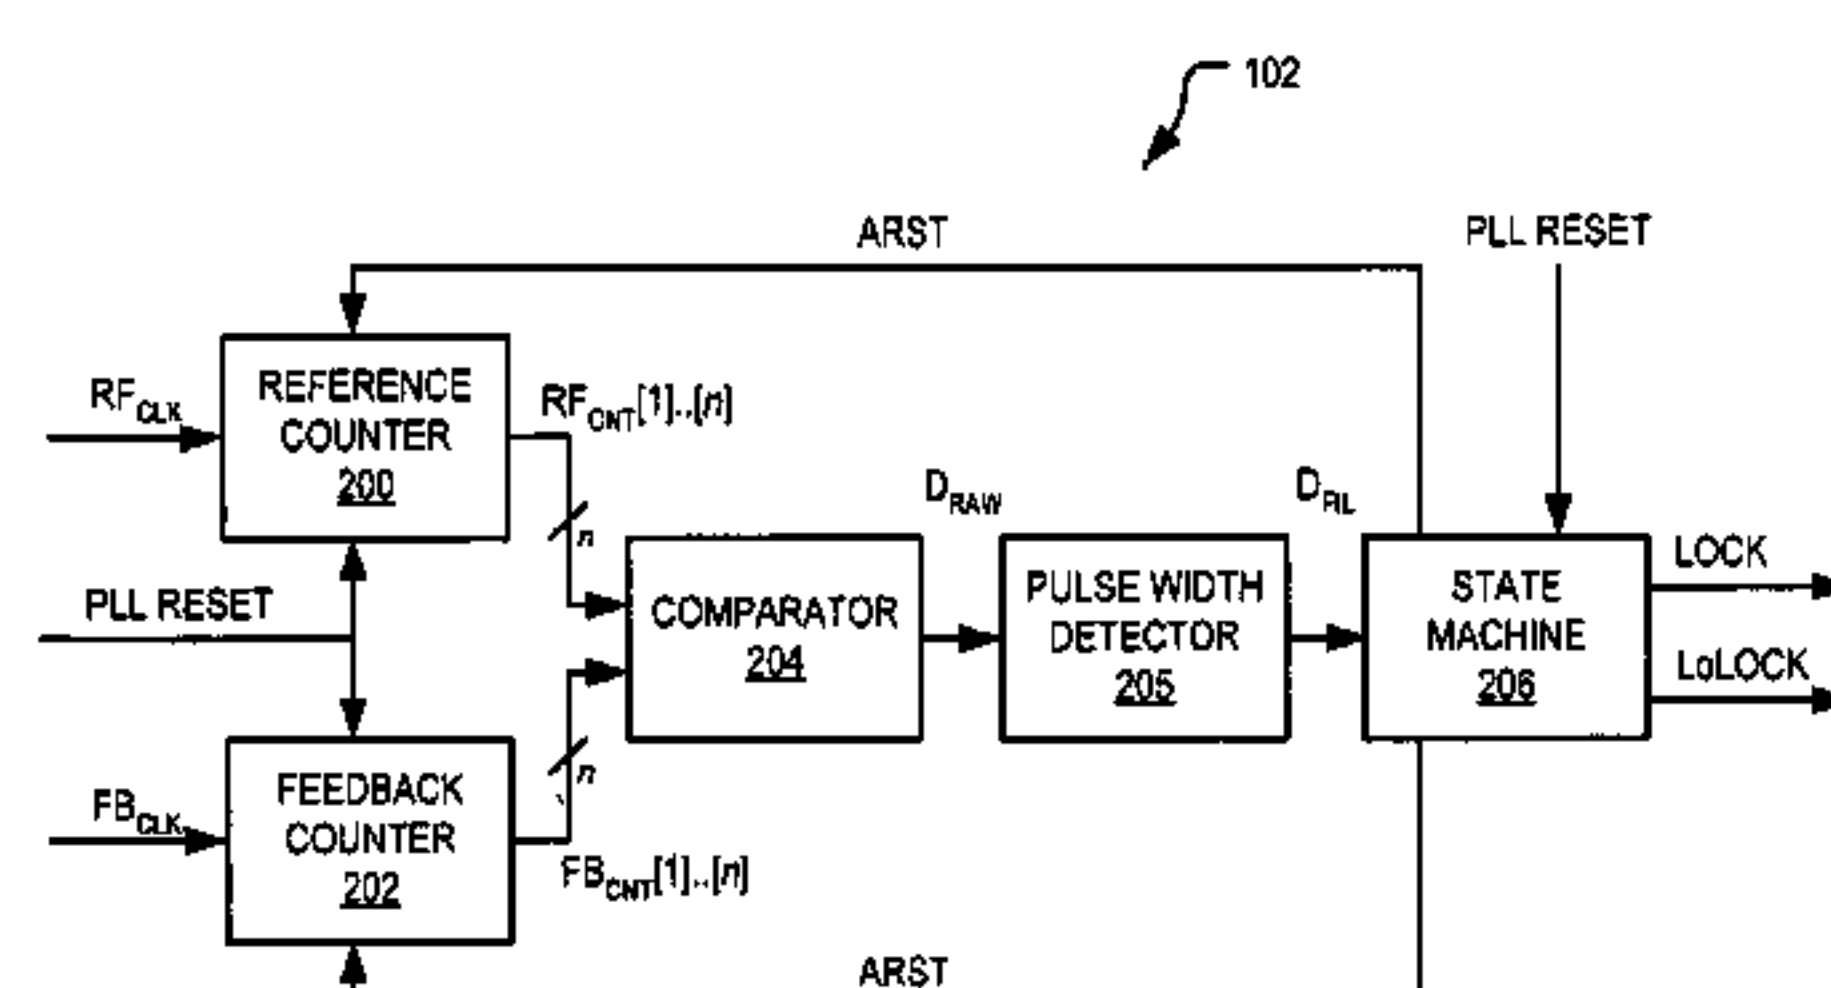 102
ARST
PLL RESET
REFERENCE
COUNTER
200
RF_CLK
RF_CNT[1]..[n]
n
D_RAW
D_FIL
PLL RESET
COMPARATOR
204
PULSE WIDTH
DETECTOR
205
STATE
MACHINE
206
LOCK
LoLOCK
n
FB_CLK
FEEDBACK
COUNTER
202
FB_CNT[1]..[n]
ARST